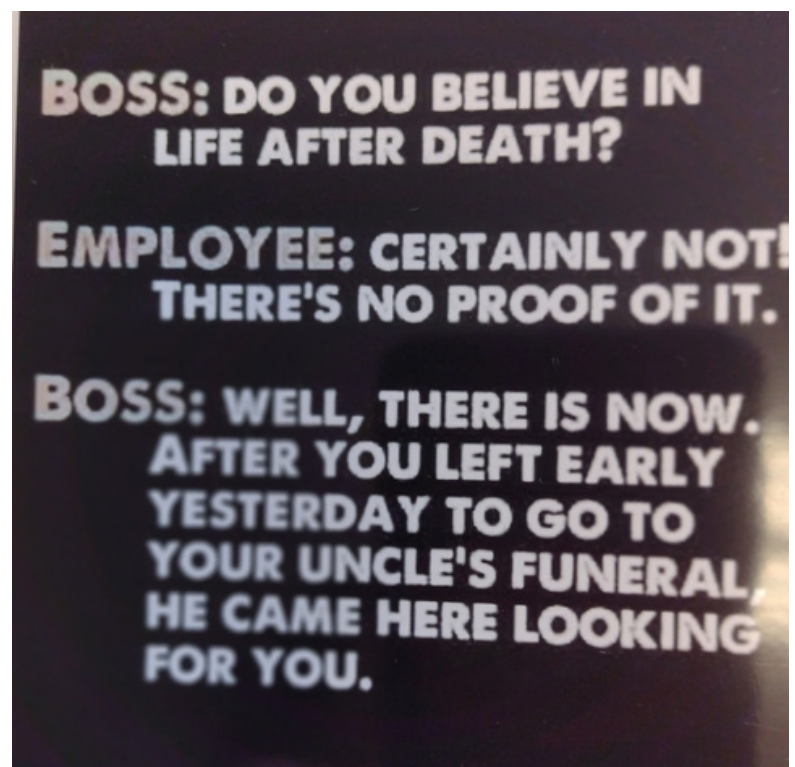 BOSS: DO YOU BELIEVE IN
LIFE AFTER DEATH?
EMPLOYEE: CERTAINLY NOT!
THERE'S NO PROOF OF IT.
BOSS: WELL, THERE IS NOW.
AFTER YOU LEFT EARLY
YESTERDAY TO GO TO
YOUR UNCLE'S FUNERAL,
HE CAME HERE LOOKING
FOR YOU.